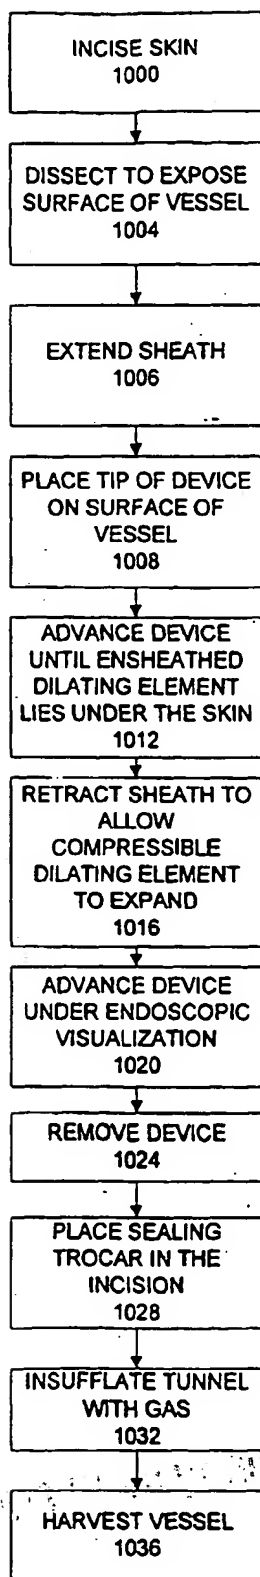 INCISE SKIN
1000
DISSECT TO EXPOSE
SURFACE OF VESSEL
1004
EXTEND SHEATH
1006
PLACE TIP OF DEVICE
ON SURFACE OF
VESSEL
1008
ADVANCE DEVICE
UNTIL ENSHEATHED
DILATING ELEMENT
LIES UNDER THE SKIN
1012
RETRACT SHEATH TO
ALLOW
COMPRESSIBLE
DILATING ELEMENT
TO EXPAND
1016
ADVANCE DEVICE
UNDER ENDOSCOPIC
VISUALIZATION
1020
REMOVE DEVICE
1024
PLACE SEALING
TROCAR IN THE
INCISION
1028
INSUFFLATE TUNNEL
WITH GAS
1032
HARVEST VESSEL
1036